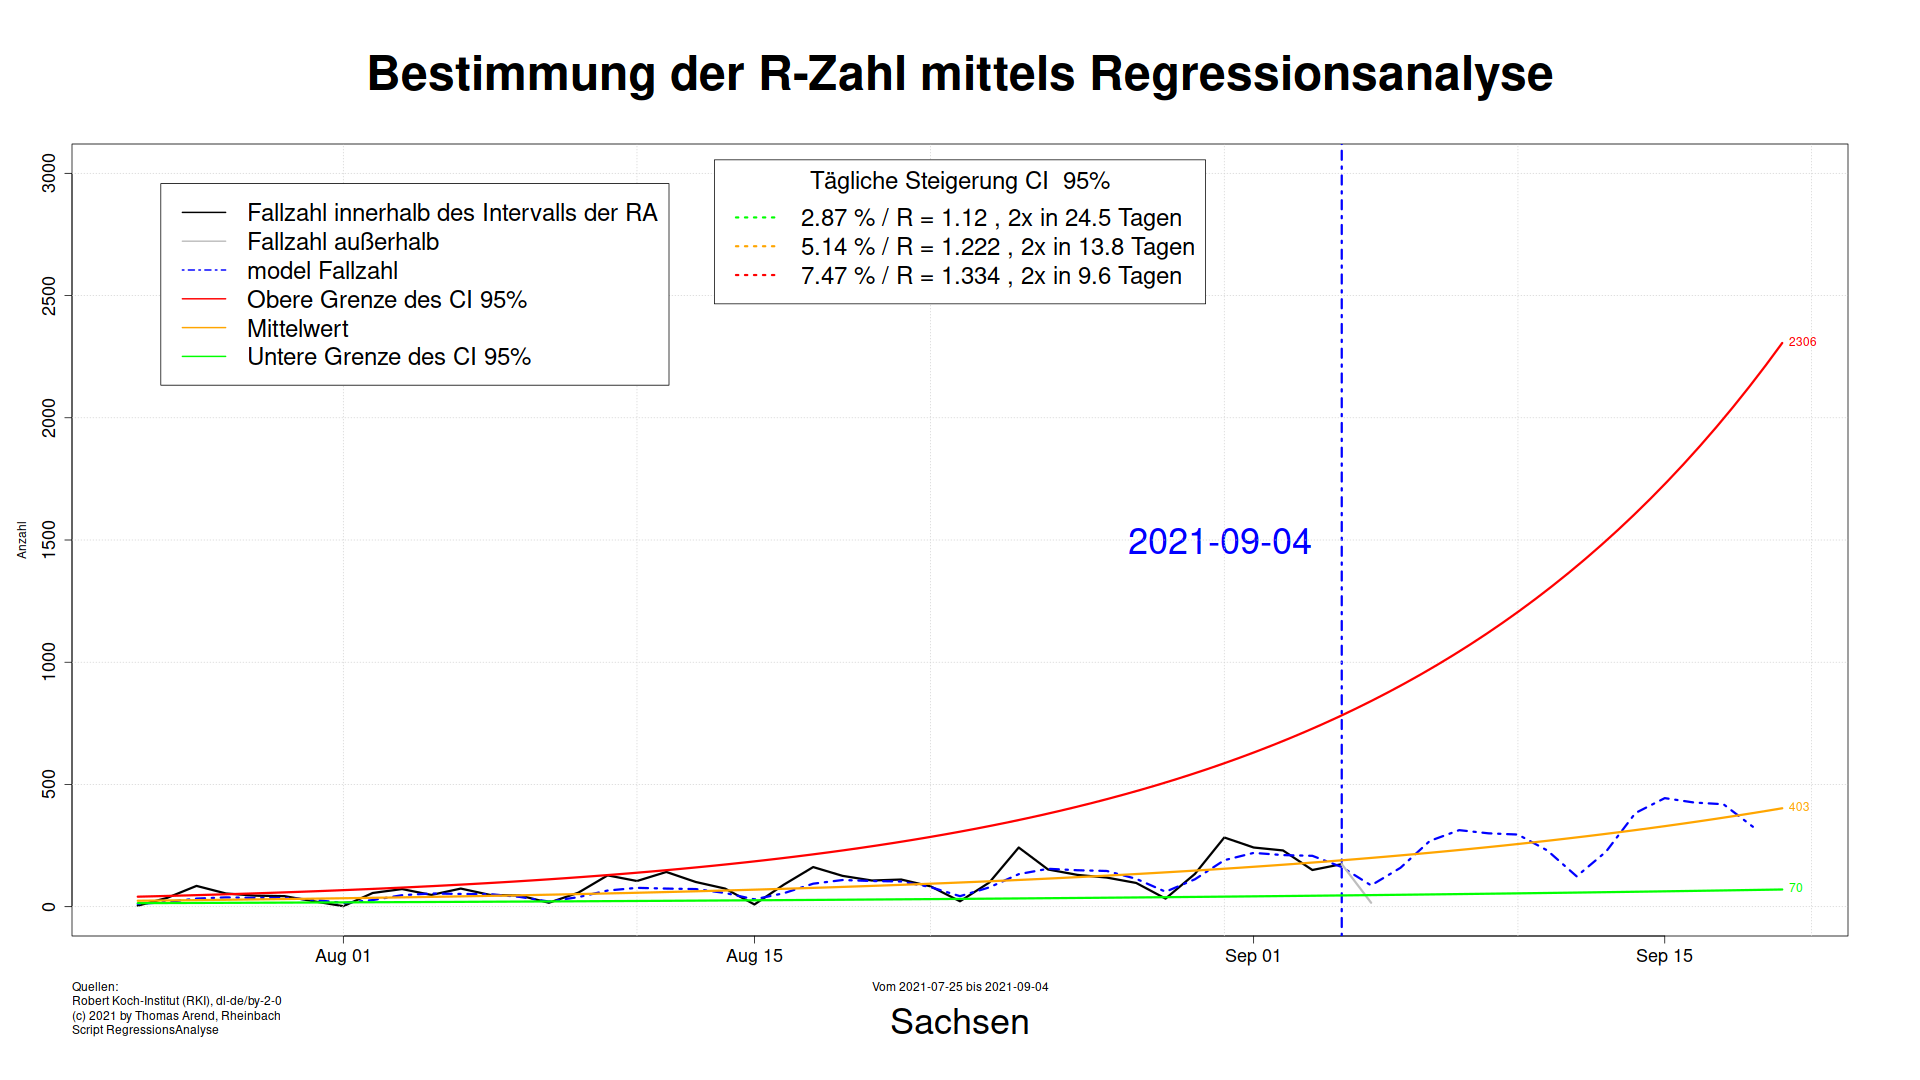 Bestimmung der R-Zahl mittels Regressionsanalyse
Fallzahl innerhalb des Intervalls der RA
Fallzahl außerhalb
model Fallzahl
Obere Grenze des CI 95%
Mittelwert
Untere Grenze des CI 95%
Tägliche Steigerung CI  95%
2.87 % / R = 1.12 , 2x in 24.5 Tagen
5.14 % / R = 1.222 , 2x in 13.8 Tagen
7.47 % / R = 1.334 , 2x in 9.6 Tagen
3000
2500
2000
1500
1000
500
0
Anzahl
2021-09-04
2306
403
70
Aug 01
Aug 15
Sep 01
Sep 15
Quellen:
Robert Koch-Institut (RKI), dl-de/by-2-0
(c) 2021 by Thomas Arend, Rheinbach
Script RegressionsAnalyse
Vom 2021-07-25 bis 2021-09-04
Sachsen